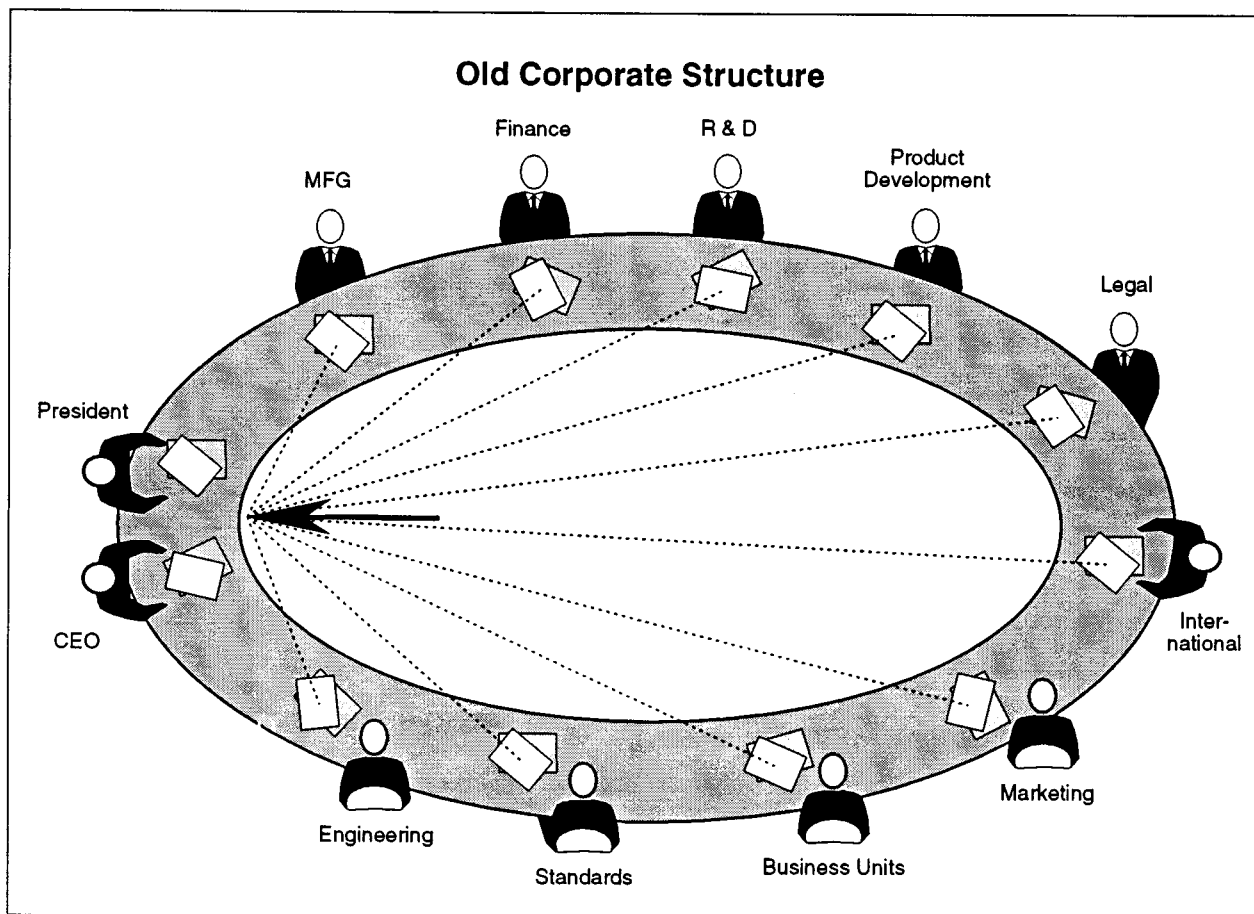 Old Corporate Structure
Finance
R & D
MFG
Product
Development
Legal
President
CEO
Inter-
national
Marketing
Engineering
Business Units
Standards